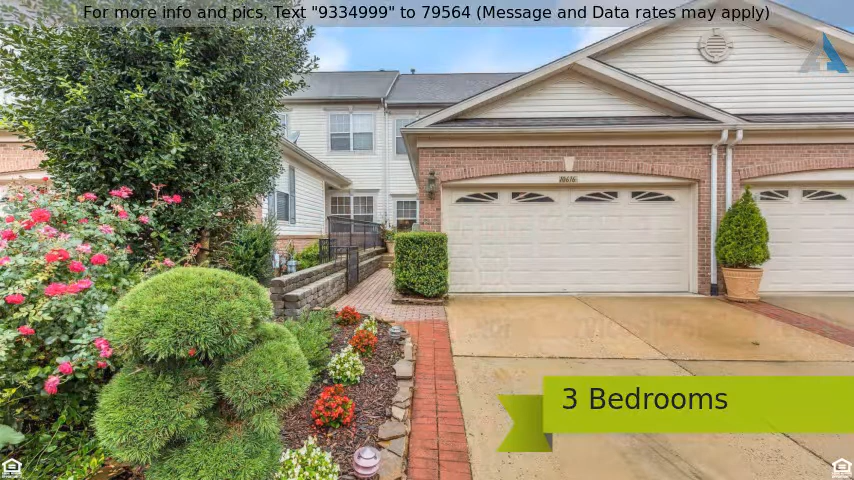 For more info and pics, Text "9334999" to 79564 (Message and Data rates may apply)
3 Bedrooms